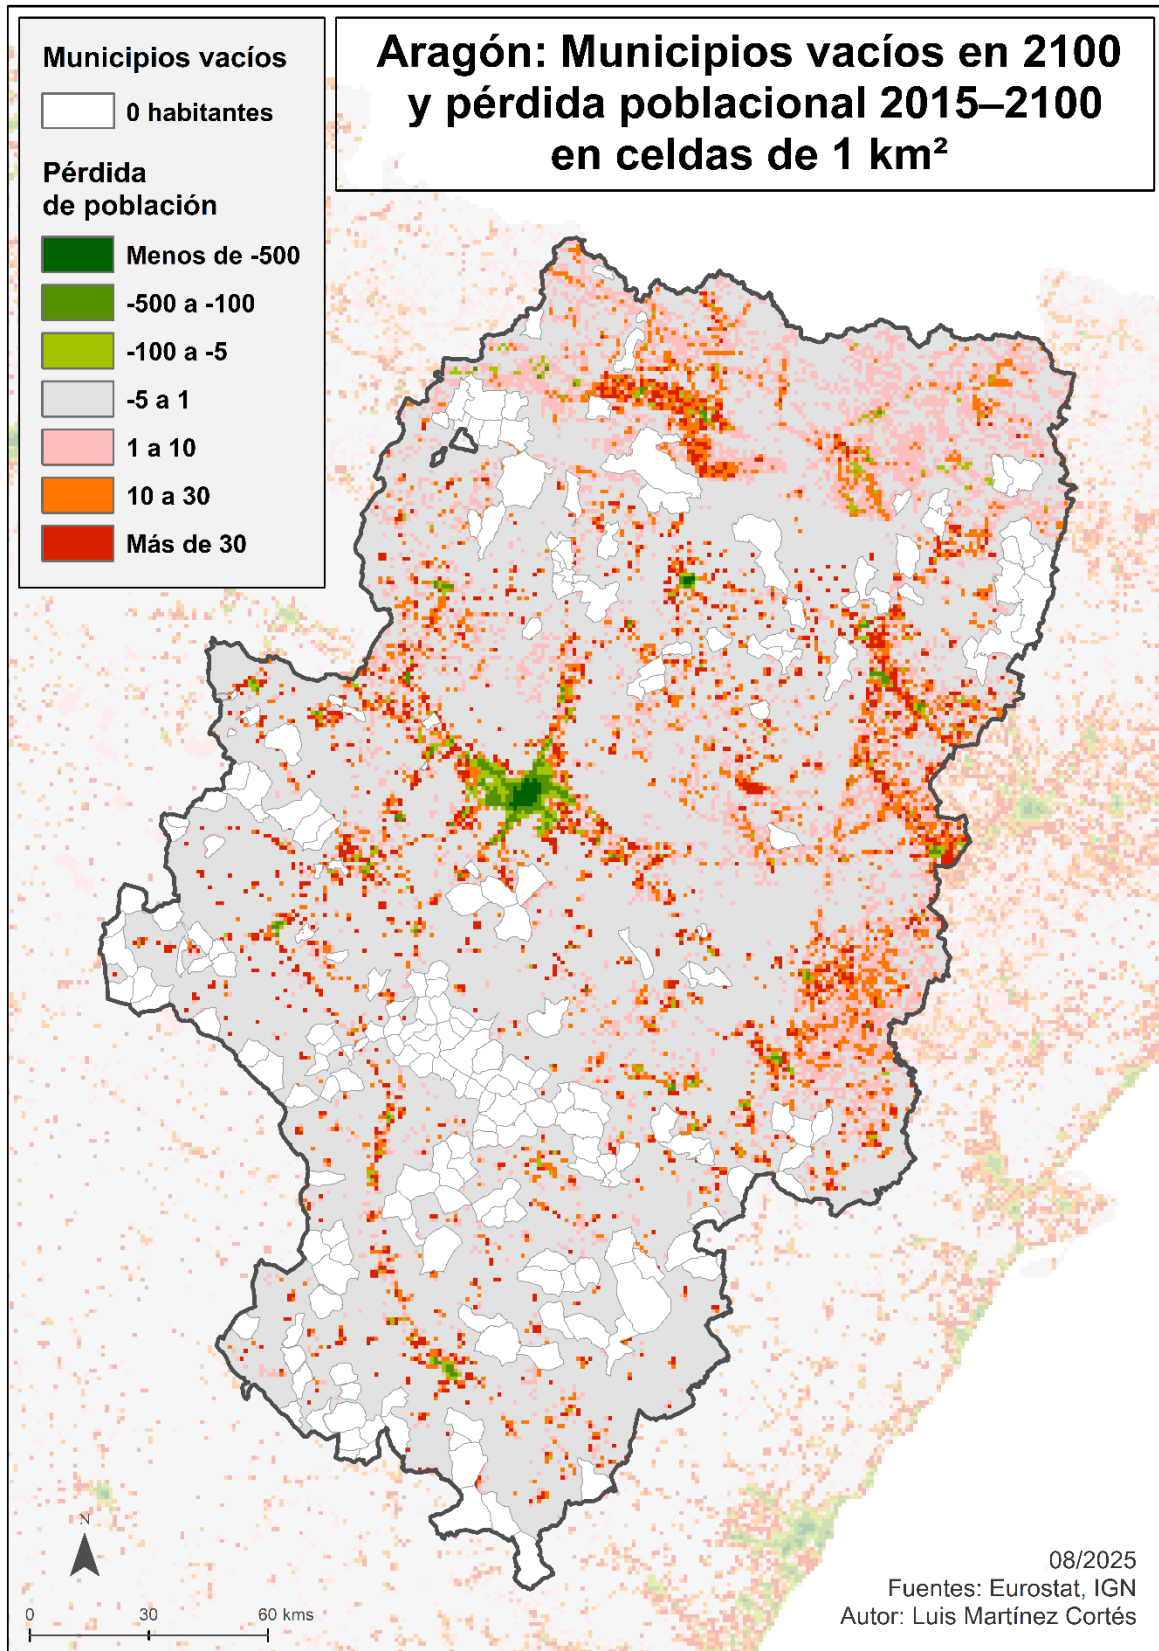 Aragón: Municipios vacíos en 2100
y pérdida poblacional 2015–2100
en celdas de 1 km²
Municipios vacíos
0 habitantes
Pérdida
de población
Menos de -500
-500 a -100
-100 a -5
-5 a 1
1 a 10
10 a 30
Más de 30
N
0 30 60 kms
08/2025
Fuentes: Eurostat, IGN
Autor: Luis Martínez Cortés